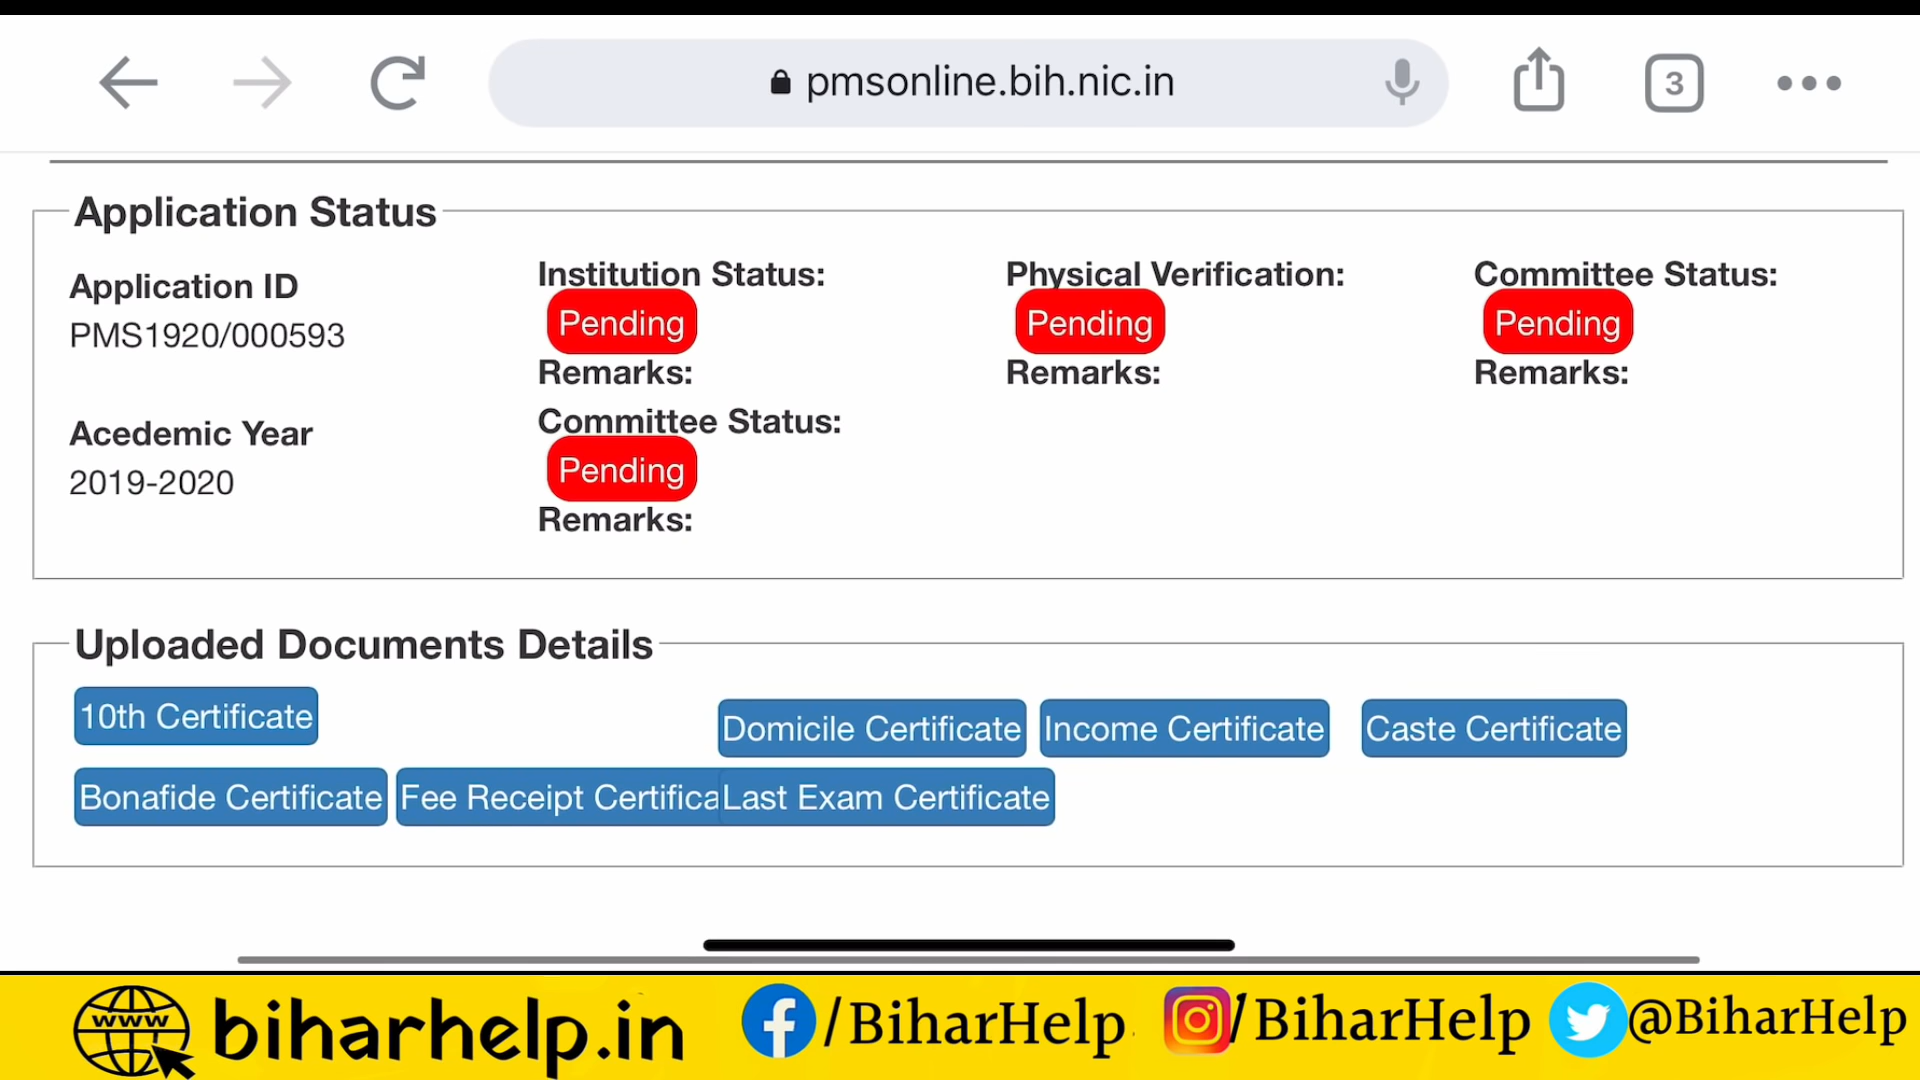 pmsonline.bih.nic.in
3
Application Status
Application ID
PMS1920/000593
Institution Status:
Pending
Remarks:
Physical Verification:
Pending
Remarks:
Committee Status:
Pending
Remarks:
Acedemic Year
2019-2020
Committee Status:
Pending
Remarks:
Uploaded Documents Details
10th Certificate
Domicile Certificate
Income Certificate
Caste Certificate
Bonafide Certificate
Fee Receipt Certifica
Last Exam Certificate
www
biharhelp.in
/BiharHelp
/BiharHelp
@BiharHelp